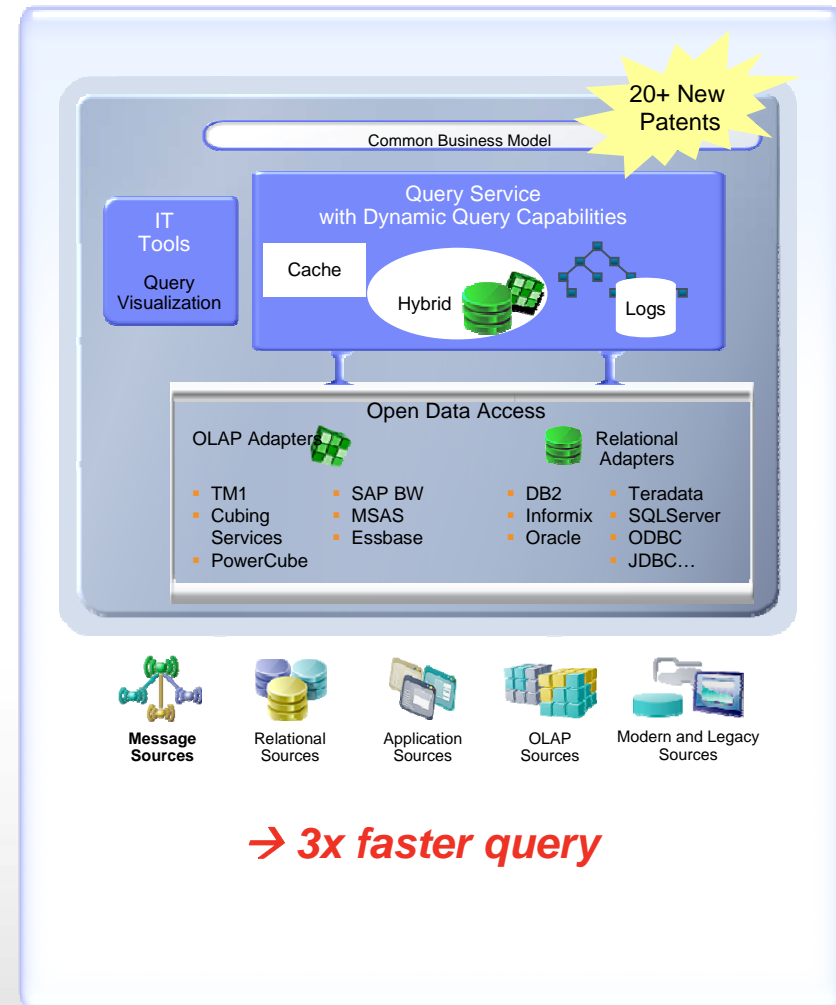 20+ New
Patents
Common Business Model
IT
Tools
Query
Visualization
Query Service
with Dynamic Query Capabilities
Cache
Hybrid
Logs
Open Data Access
OLAP Adapters
▪ TM1
▪ Cubing
Services
▪ PowerCube
▪ SAP BW
▪ MSAS
▪ Essbase
Relational
Adapters
▪ DB2
▪ Informix
▪ Oracle
▪ Teradata
▪ SQLServer
▪ ODBC
▪ JDBC…
Message
Sources
Relational
Sources
Application
Sources
OLAP
Sources
Modern and Legacy
Sources
→ 3x faster query